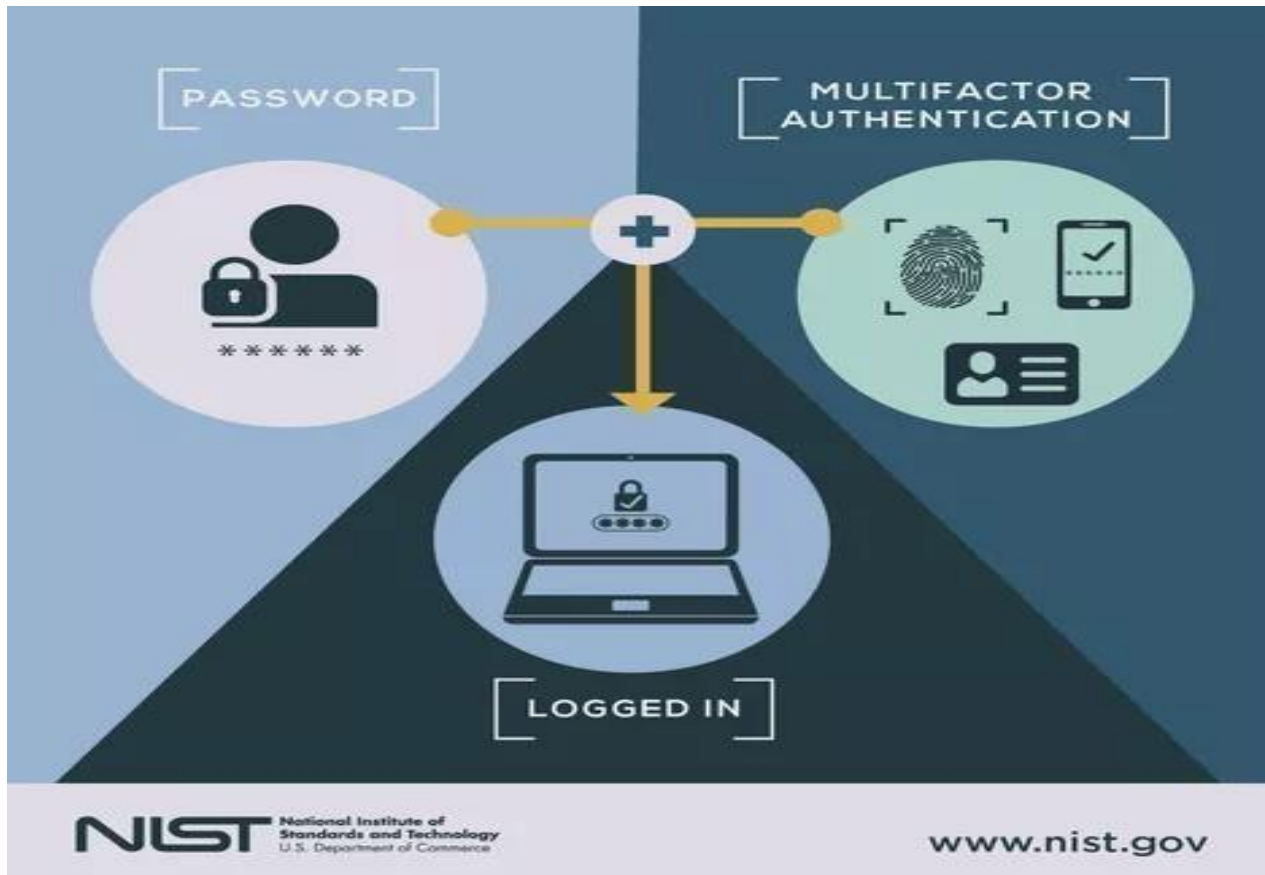 PASSWORD
MULTIFACTOR
AUTHENTICATION
******
LOGGED IN
NIST
National Institute of
Standards and Technology
U.S. Department of Commerce
www.nist.gov